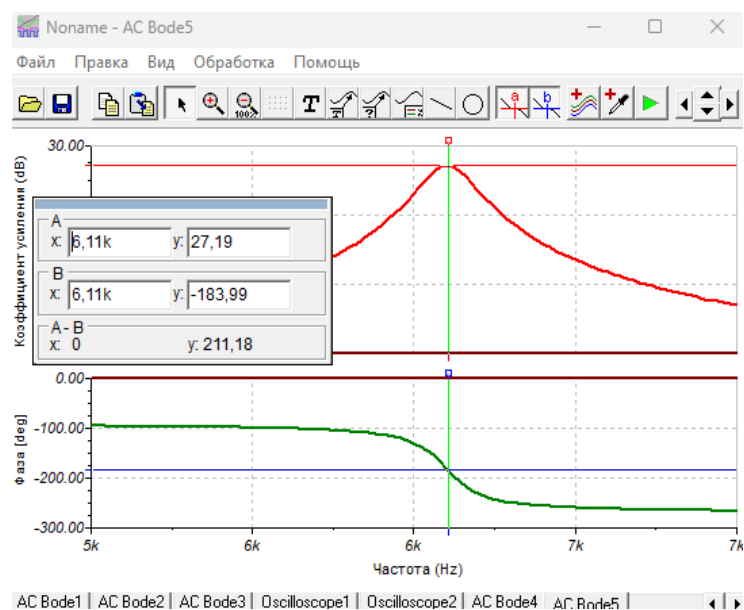 Noname - AC Bode5
Файл Правка Вид Обработка Помощь
100%
T T ? a b
30.00
Коэффициент усиления (dB)
A
x: 6,11k y: 27,19
B
x: 6,11k y: -183,99
A - B
x: 0 y: 211,18
0.00
-100.00
-200.00
-300.00
Фаза [deg]
5k 6k 6k 7k 7k
Частота (Hz)
AC Bode1 AC Bode2 AC Bode3 Oscilloscope1 Oscilloscope2 AC Bode4 AC Bode5